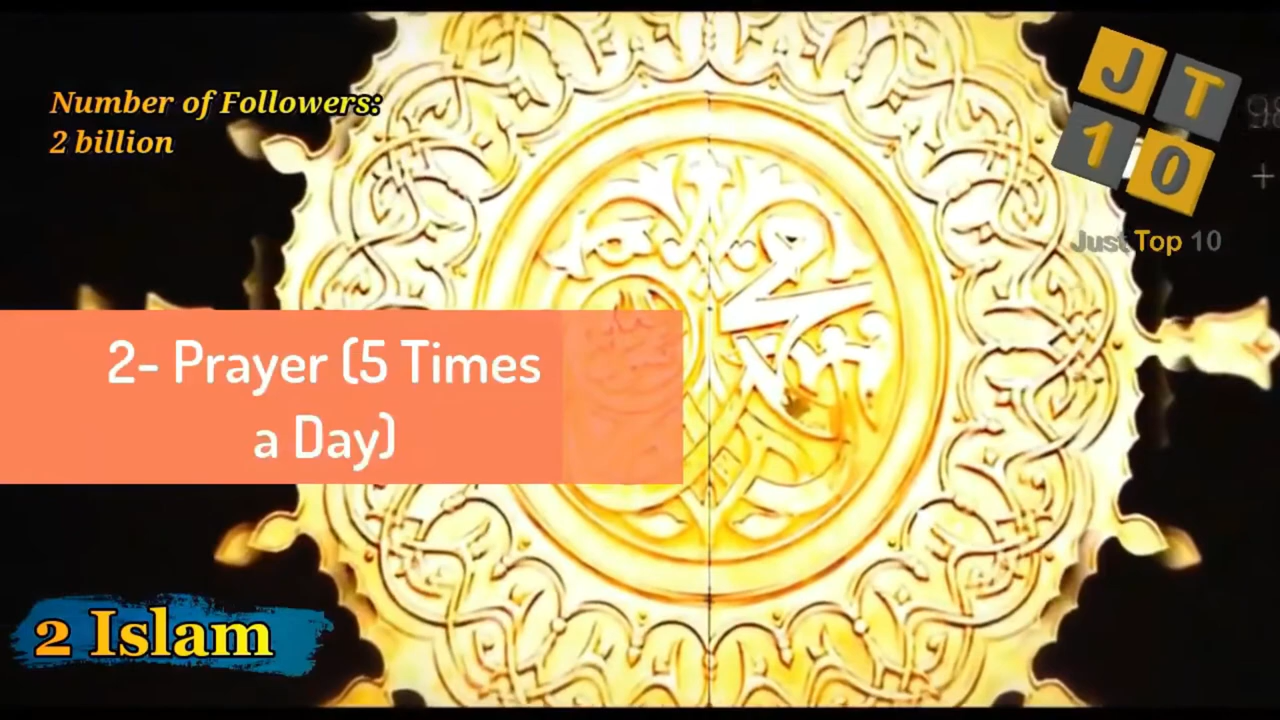 Number of Followers:
2 billion
J T
1 0
Just Top 10
2- Prayer (5 Times
a Day)
2 Islam